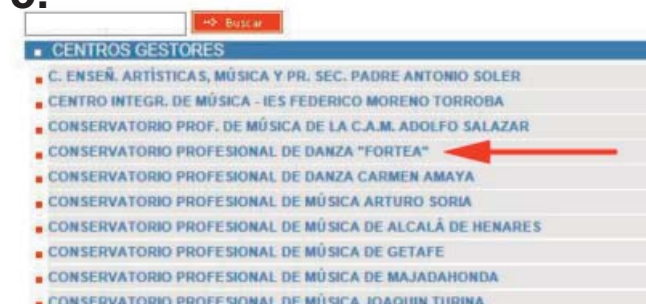 Buscar
CENTROS GESTORES
C. ENSEÑ. ARTÍSTICAS, MÚSICA Y PR. SEC. PADRE ANTONIO SOLER
CENTRO INTEGR. DE MÚSICA - IES FEDERICO MORENO TORROBA
CONSERVATORIO PROF. DE MÚSICA DE LA C.A.M. ADOLFO SALAZAR
CONSERVATORIO PROFESIONAL DE DANZA "FORTEA"
CONSERVATORIO PROFESIONAL DE DANZA CARMEN AMAYA
CONSERVATORIO PROFESIONAL DE MÚSICA ARTURO SORIA
CONSERVATORIO PROFESIONAL DE MÚSICA DE ALCALÁ DE HENARES
CONSERVATORIO PROFESIONAL DE MÚSICA DE GETAFE
CONSERVATORIO PROFESIONAL DE MÚSICA DE MAJADAHONDA
CONSERVATORIO PROFESIONAL DE MÚSICA JOAQUIN TURINA